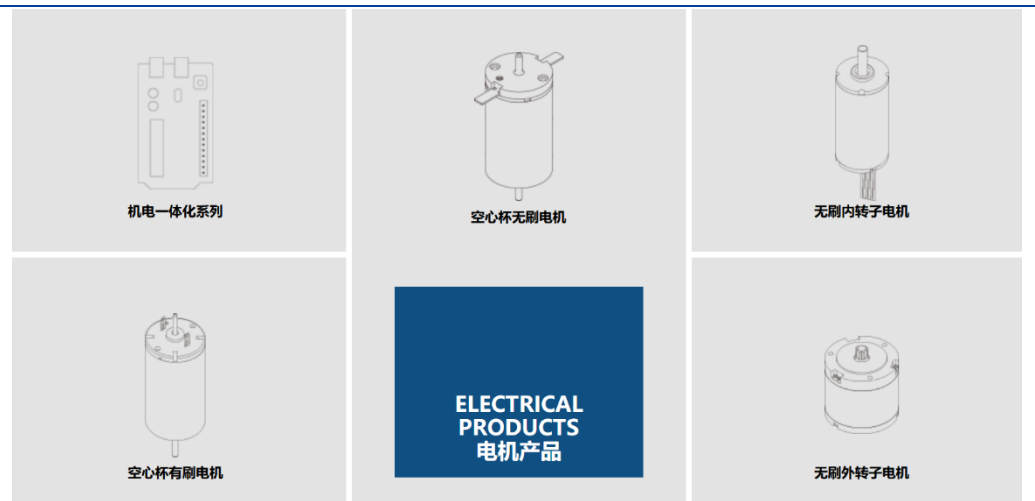 机电一体化系列
空心杯无刷电机
无刷内转子电机
空心杯有刷电机
ELECTRICAL
PRODUCTS
电机产品
无刷外转子电机